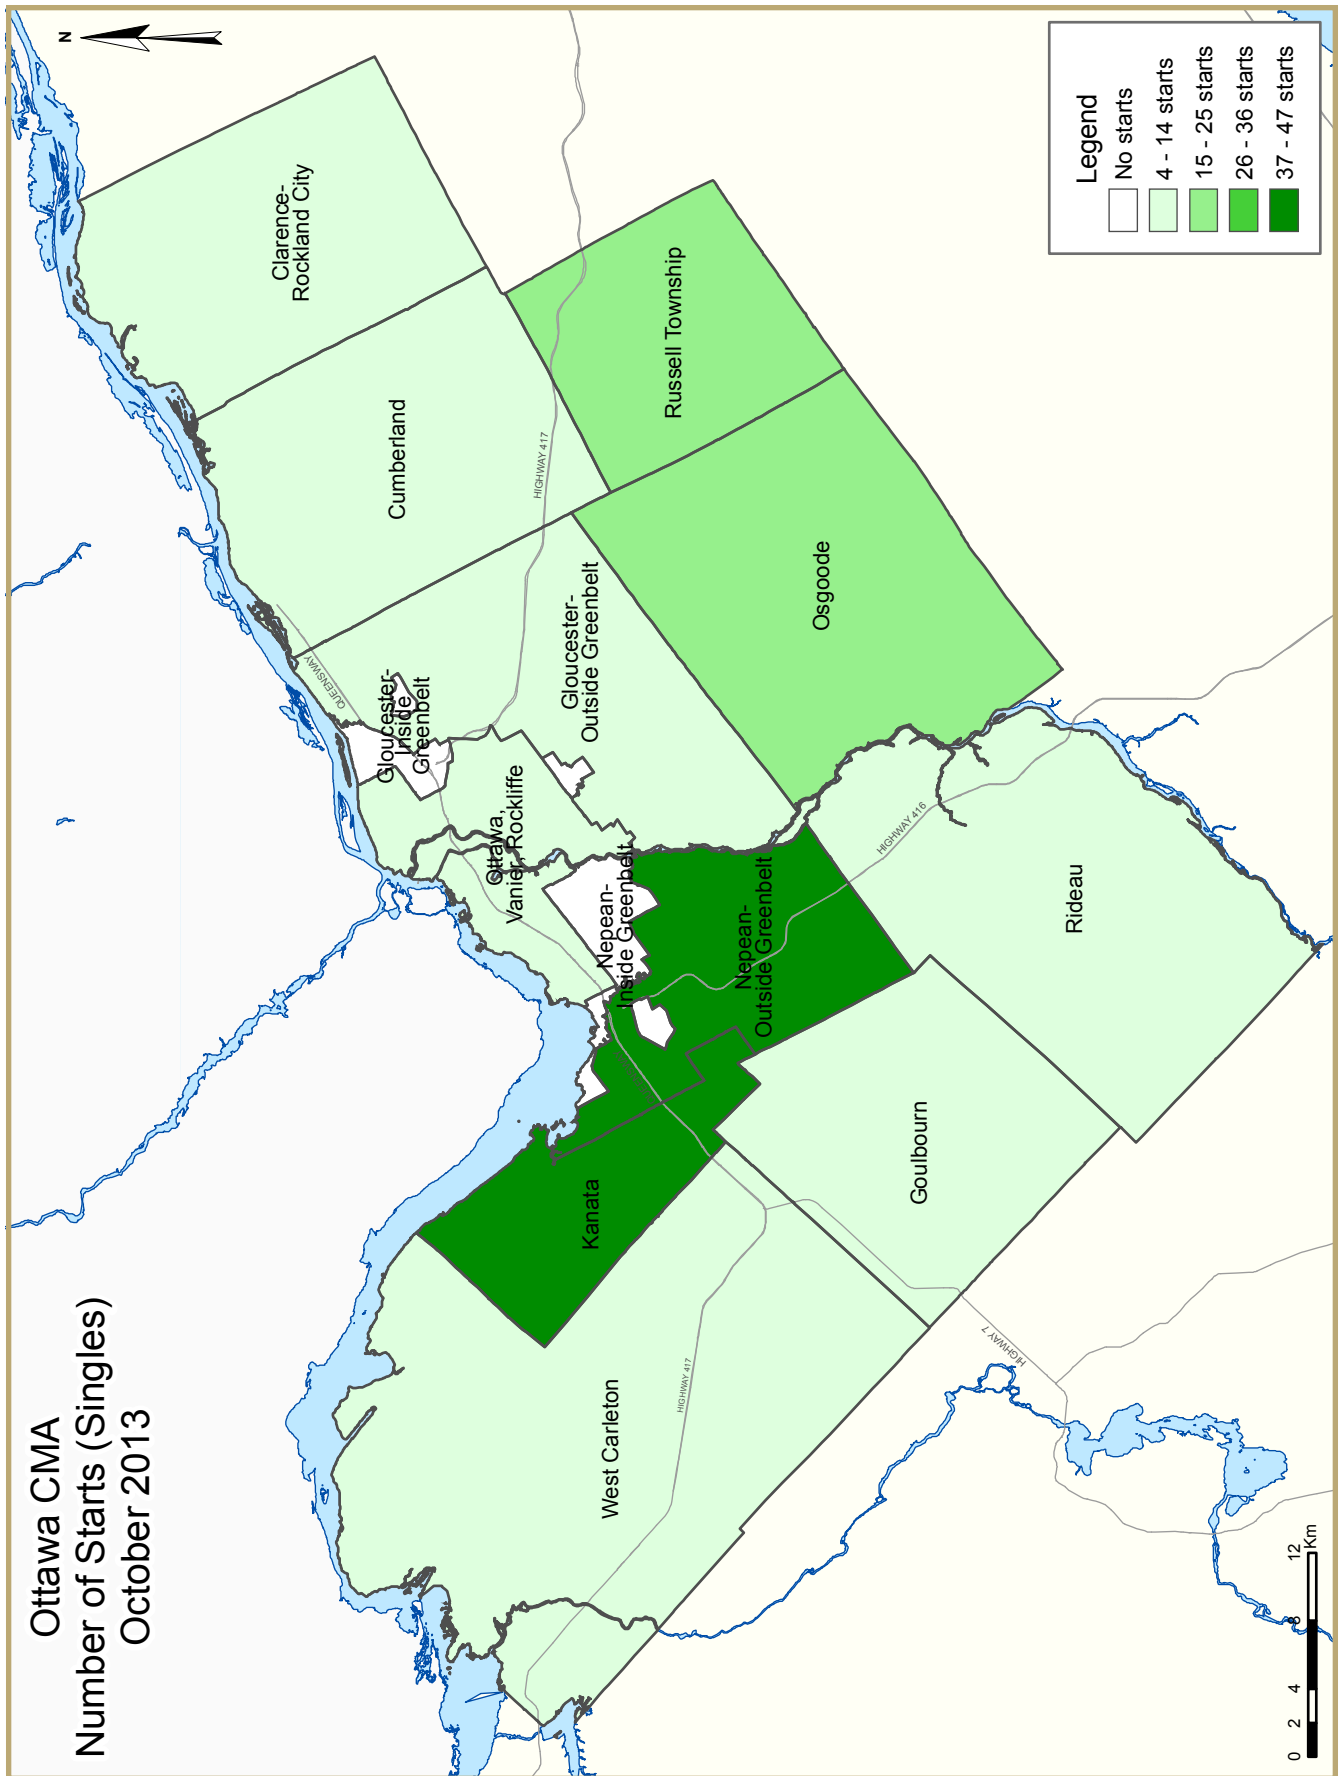 Ottawa CMA
Number of Starts (Singles)
October 2013
N
Clarence-
Rockland City
Cumberland
Russell Township
HIGHWAY 417
QUEENSWAY
Gloucester-
Inside
Greenbelt
Gloucester-
Outside Greenbelt
Osgoode
Ottawa,
Vanier, Rockliffe
Nepean-
Inside Greenbelt
Nepean-
Outside Greenbelt
HIGHWAY 416
Rideau
Kanata
Goulbourn
West Carleton
HIGHWAY 417
HIGHWAY 7
Legend
No starts
4 - 14 starts
15 - 25 starts
26 - 36 starts
37 - 47 starts
0 2 4 8 12
Km